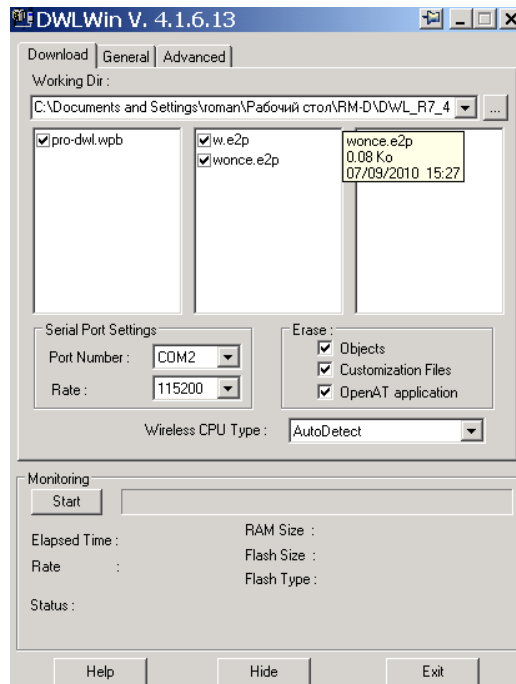 DWLWin V. 4.1.6.13
Download General Advanced
Working Dir :
C:\Documents and Settings\roman\Рабочий стол\RM-D\DWL_R7_4 ...
pro-dwl.wpb
w.e2p
wonce.e2p
wonce.e2p
0.08 Ko
07/09/2010 15:27
Serial Port Settings
Port Number : COM2
Rate : 115200
Erase :
Objects
Customization Files
OpenAT application
Wireless CPU Type : AutoDetect
Monitoring
Start
Elapsed Time :
Rate :
Status :
RAM Size :
Flash Size :
Flash Type :
Help Hide Exit